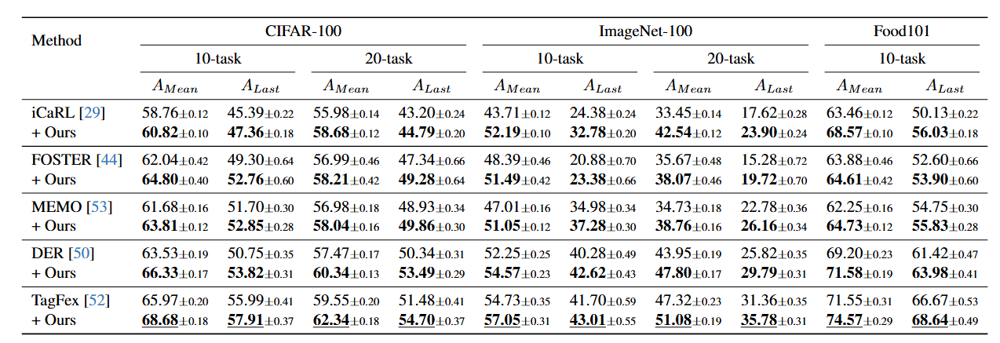 Method CIFAR-100 ImageNet-100 Food101
10-task 20-task 10-task 20-task 10-task
A_Mean A_Last A_Mean A_Last A_Mean A_Last A_Mean A_Last A_Mean A_Last
iCaRL [29] 58.76±0.12 45.39±0.22 55.98±0.14 43.20±0.24 43.71±0.12 24.38±0.24 33.45±0.14 17.62±0.28 63.46±0.12 50.13±0.22
+ Ours 60.82±0.10 47.36±0.18 58.68±0.12 44.79±0.20 52.19±0.10 32.78±0.20 42.54±0.12 23.90±0.24 68.57±0.10 56.03±0.18
FOSTER [44] 62.04±0.42 49.30±0.64 56.99±0.46 47.34±0.66 48.39±0.46 20.88±0.70 35.67±0.48 15.28±0.72 63.88±0.46 52.60±0.66
+ Ours 64.80±0.40 52.76±0.60 58.21±0.42 49.28±0.64 51.49±0.42 23.38±0.66 38.07±0.46 19.72±0.70 64.61±0.42 53.90±0.60
MEMO [53] 61.68±0.16 51.70±0.30 56.98±0.18 48.93±0.34 47.01±0.16 34.98±0.34 34.73±0.18 22.78±0.36 62.25±0.16 54.75±0.30
+ Ours 63.81±0.12 52.85±0.28 58.04±0.16 49.86±0.30 51.05±0.12 37.28±0.30 38.76±0.16 26.16±0.34 64.73±0.12 55.83±0.28
DER [50] 63.53±0.19 50.75±0.35 57.47±0.17 50.34±0.31 52.25±0.25 40.28±0.49 43.95±0.19 25.82±0.35 69.20±0.23 61.42±0.47
+ Ours 66.33±0.17 53.82±0.31 60.34±0.13 53.49±0.29 54.57±0.23 42.62±0.43 47.80±0.17 29.79±0.31 71.58±0.19 63.98±0.41
TagFex [52] 65.97±0.20 55.99±0.41 59.55±0.20 51.48±0.41 54.73±0.35 41.70±0.59 47.32±0.23 31.36±0.35 71.55±0.31 66.67±0.53
+ Ours 68.68±0.18 57.91±0.37 62.34±0.18 54.70±0.37 57.05±0.31 43.01±0.55 51.08±0.19 35.78±0.31 74.57±0.29 68.64±0.49